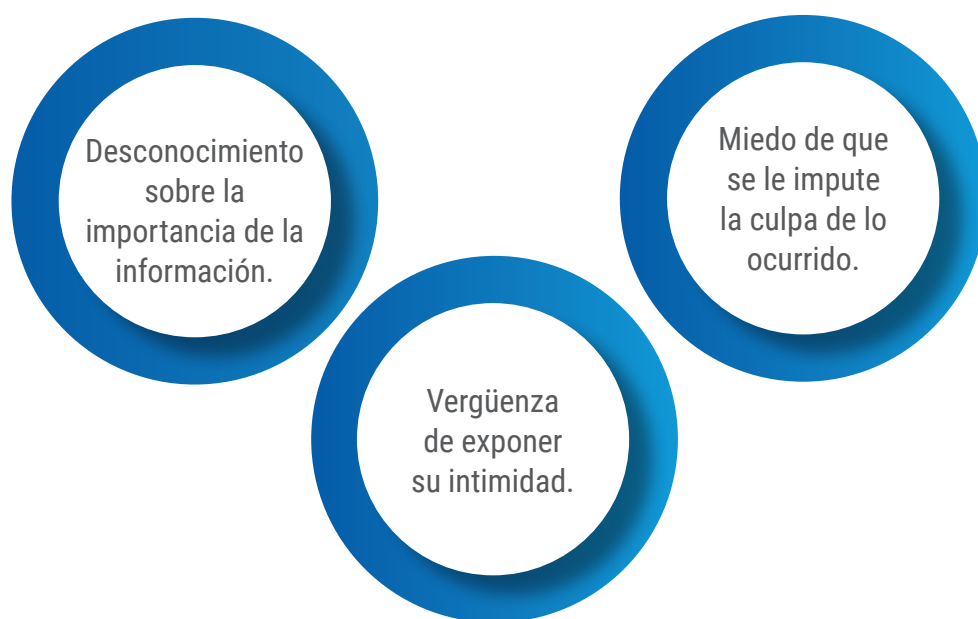 Desconocimiento
sobre la
importancia de la
información.
Vergüenza
de exponer
su intimidad.
Miedo de que
se le impute
la culpa de lo
ocurrido.